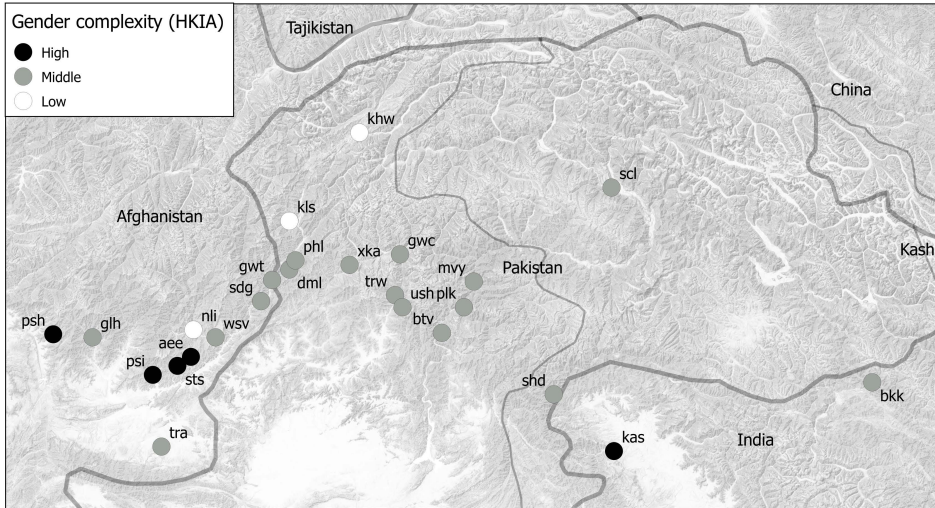 Gender complexity (HKIA)
High
Middle
Low
Tajikistan
China
khw
scl
Afghanistan
kls
Kash
phl
xka
gwc
gwt
dml
mvy
Pakistan
sdg
trw
ush
plk
psh
glh
nli
wsv
btv
aee
psi
sts
shd
bkk
tra
kas
India